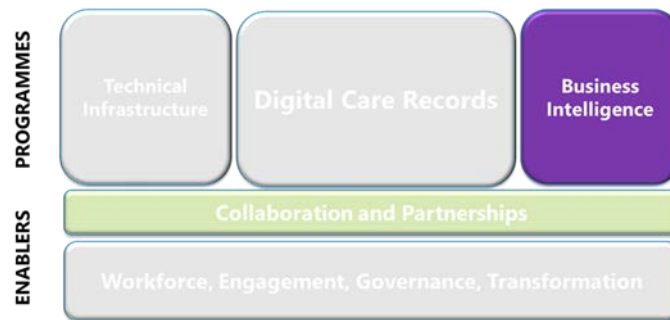 PROGRAMMES
Technical
Infrastructure
Digital Care Records
Business
Intelligence
ENABLERS
Collaboration and Partnerships
Workforce, Engagement, Governance, Transformation